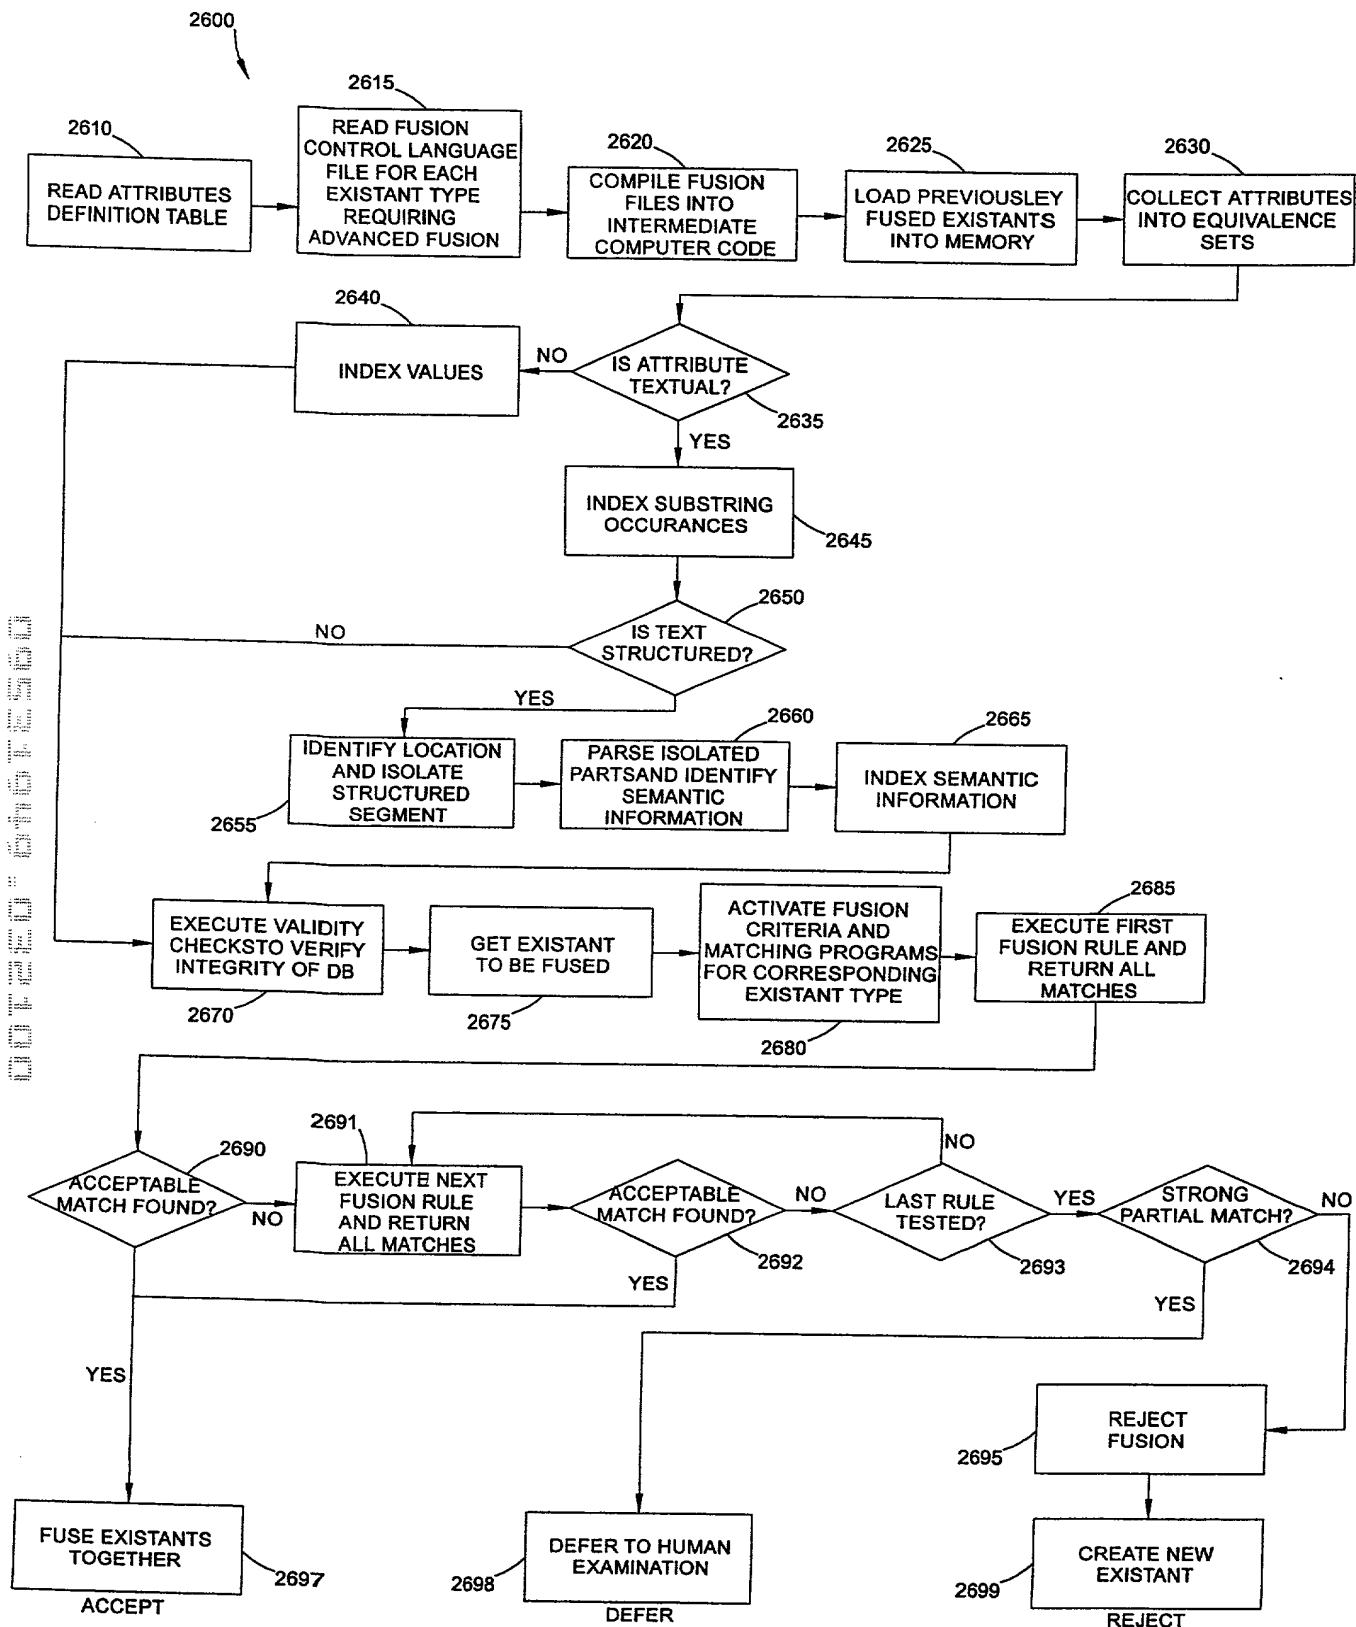 2600
2610
READ ATTRIBUTES
DEFINITION TABLE
2615
READ FUSION
CONTROL LANGUAGE
FILE FOR EACH
EXISTANT TYPE
REQUIRING
ADVANCED FUSION
2620
COMPILE FUSION
FILES INTO
INTERMEDIATE
COMPUTER CODE
2625
LOAD PREVIOUSLEY
FUSED EXISTANTS
INTO MEMORY
2630
COLLECT ATTRIBUTES
INTO EQUIVALENCE
SETS
2640
INDEX VALUES
NO
IS ATTRIBUTE
TEXTUAL?
2635
YES
INDEX SUBSTRING
OCCURANCES
2645
2650
IS TEXT
STRUCTURED?
NO
YES
IDENTIFY LOCATION
AND ISOLATE
STRUCTURED
SEGMENT
2655
2660
PARSE ISOLATED
PARTSAND IDENTIFY
SEMANTIC
INFORMATION
2665
INDEX SEMANTIC
INFORMATION
EXECUTE VALIDITY
CHECKSTO VERIFY
INTEGRITY OF DB
2670
GET EXISTANT
TO BE FUSED
2675
ACTIVATE FUSION
CRITERIA AND
MATCHING PROGRAMS
FOR CORRESPONDING
EXISTANT TYPE
2680
2685
EXECUTE FIRST
FUSION RULE AND
RETURN ALL
MATCHES
2690
ACCEPTABLE
MATCH FOUND?
NO
2691
EXECUTE NEXT
FUSION RULE
AND RETURN
ALL MATCHES
ACCEPTABLE
MATCH FOUND?
2692
NO
YES
LAST RULE
TESTED?
2693
NO
YES
STRONG
PARTIAL MATCH?
2694
NO
YES
YES
REJECT
FUSION
2695
FUSE EXISTANTS
TOGETHER
2697
ACCEPT
DEFER TO HUMAN
EXAMINATION
2698
DEFER
CREATE NEW
EXISTANT
2699
REJECT